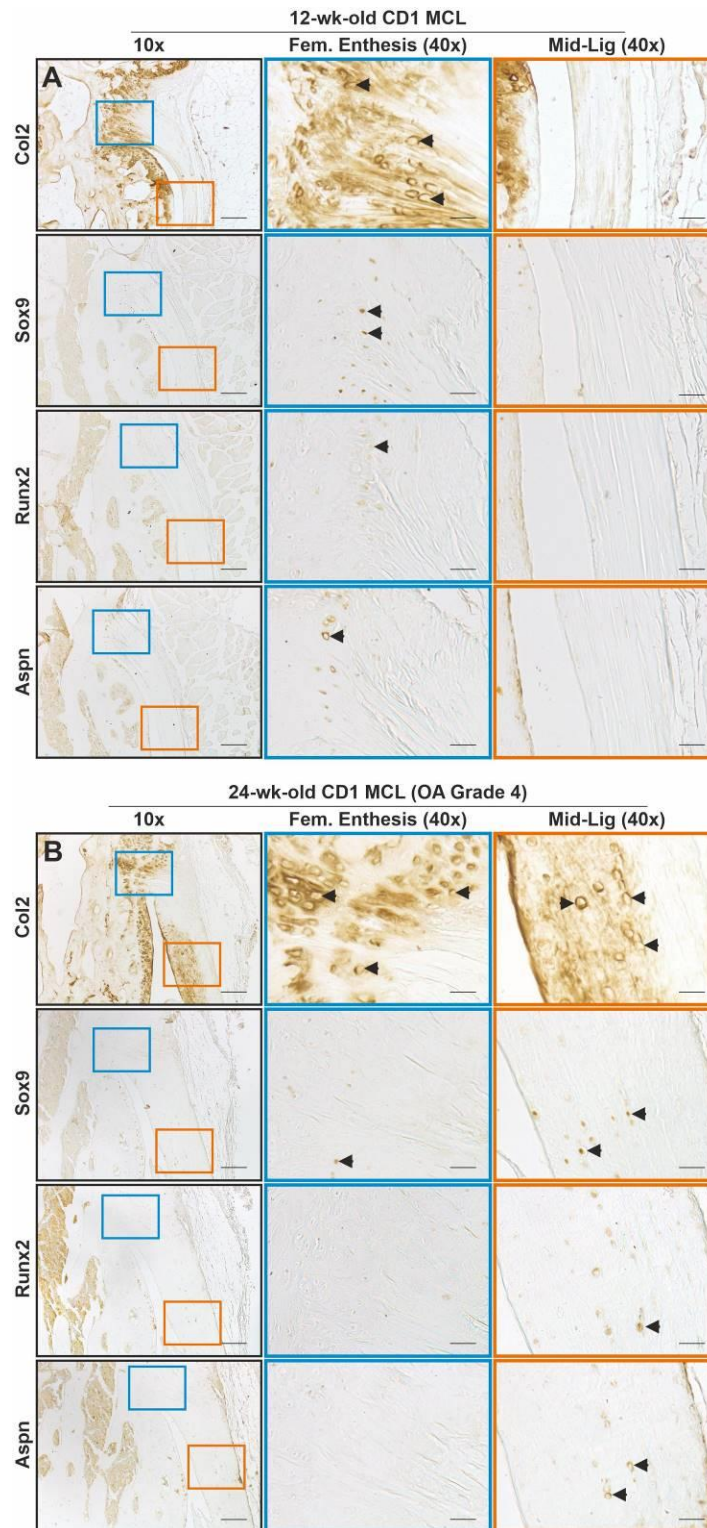 12-wk-old CD1 MCL
10x Fem. Enthesis (40x) Mid-Lig (40x)
A
Col2
Sox9
Runx2
Aspn
24-wk-old CD1 MCL (OA Grade 4)
10x Fem. Enthesis (40x) Mid-Lig (40x)
B
Col2
Sox9
Runx2
Aspn